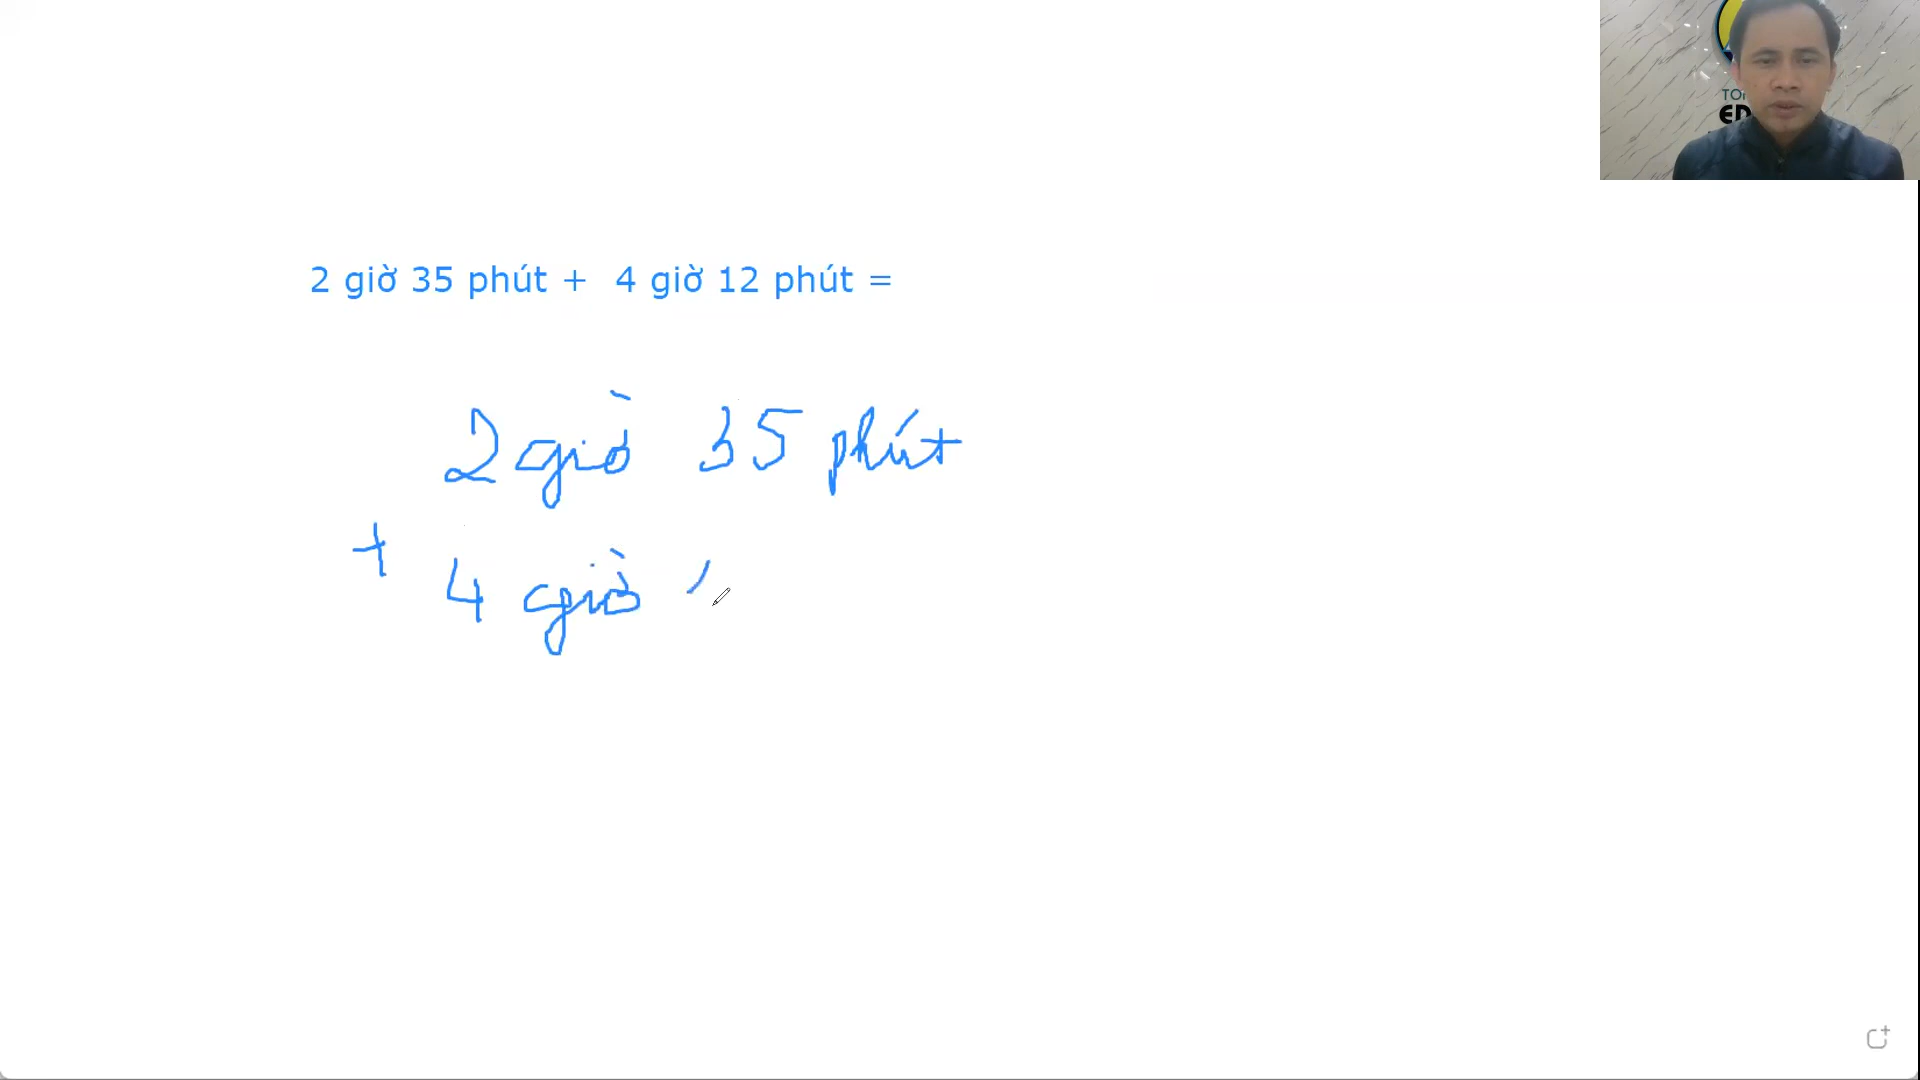 2 giờ 35 phút + 4 giờ 12 phút =
2 giờ 35 phút
+ 4 giờ